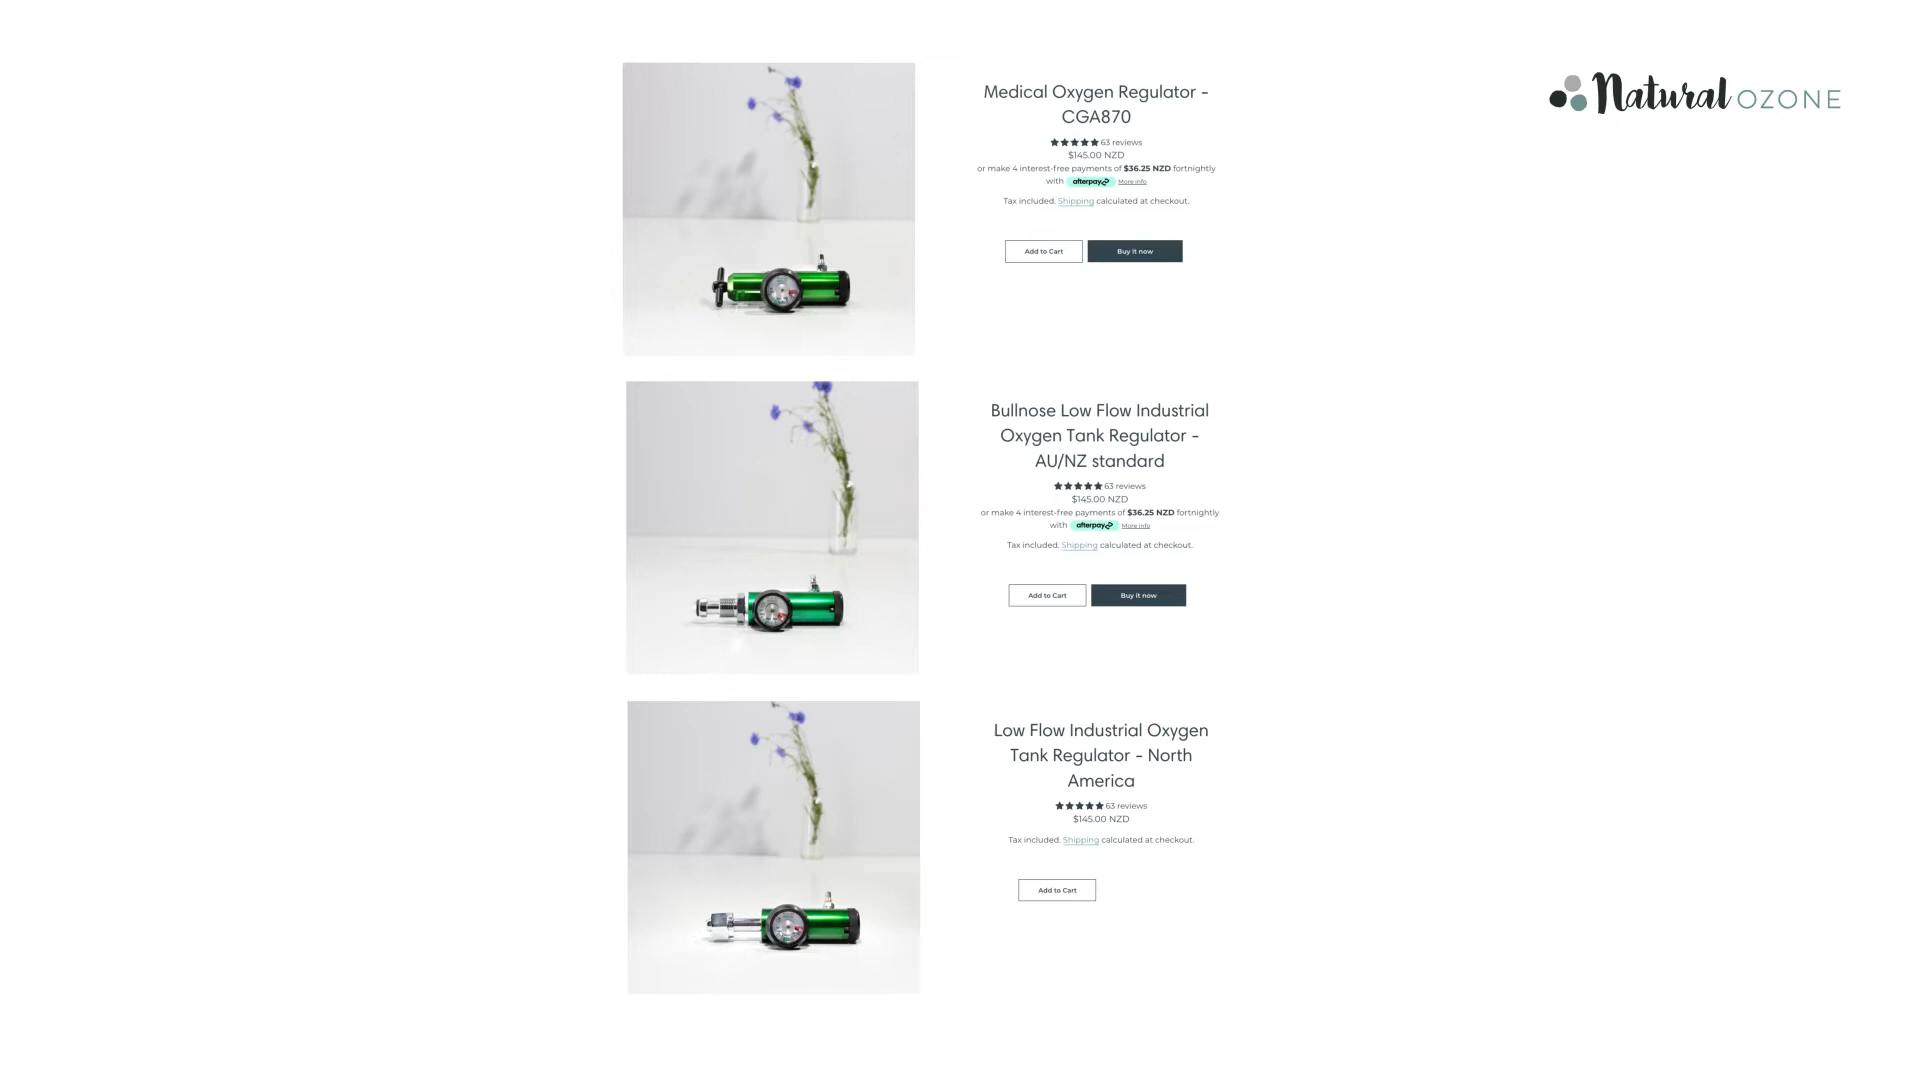 Natural OZONE
Medical Oxygen Regulator -
CGA870
63 reviews
$145.00 NZD
or make 4 interest-free payments of $36.25 NZD fortnightly
with afterpay More info
Tax included. Shipping calculated at checkout.
Add to Cart
Buy it now
Bullnose Low Flow Industrial
Oxygen Tank Regulator -
AU/NZ standard
63 reviews
$145.00 NZD
or make 4 interest-free payments of $36.25 NZD fortnightly
with afterpay More info
Tax included. Shipping calculated at checkout.
Add to Cart
Buy it now
Low Flow Industrial Oxygen
Tank Regulator - North
America
63 reviews
$145.00 NZD
Tax included. Shipping calculated at checkout.
Add to Cart